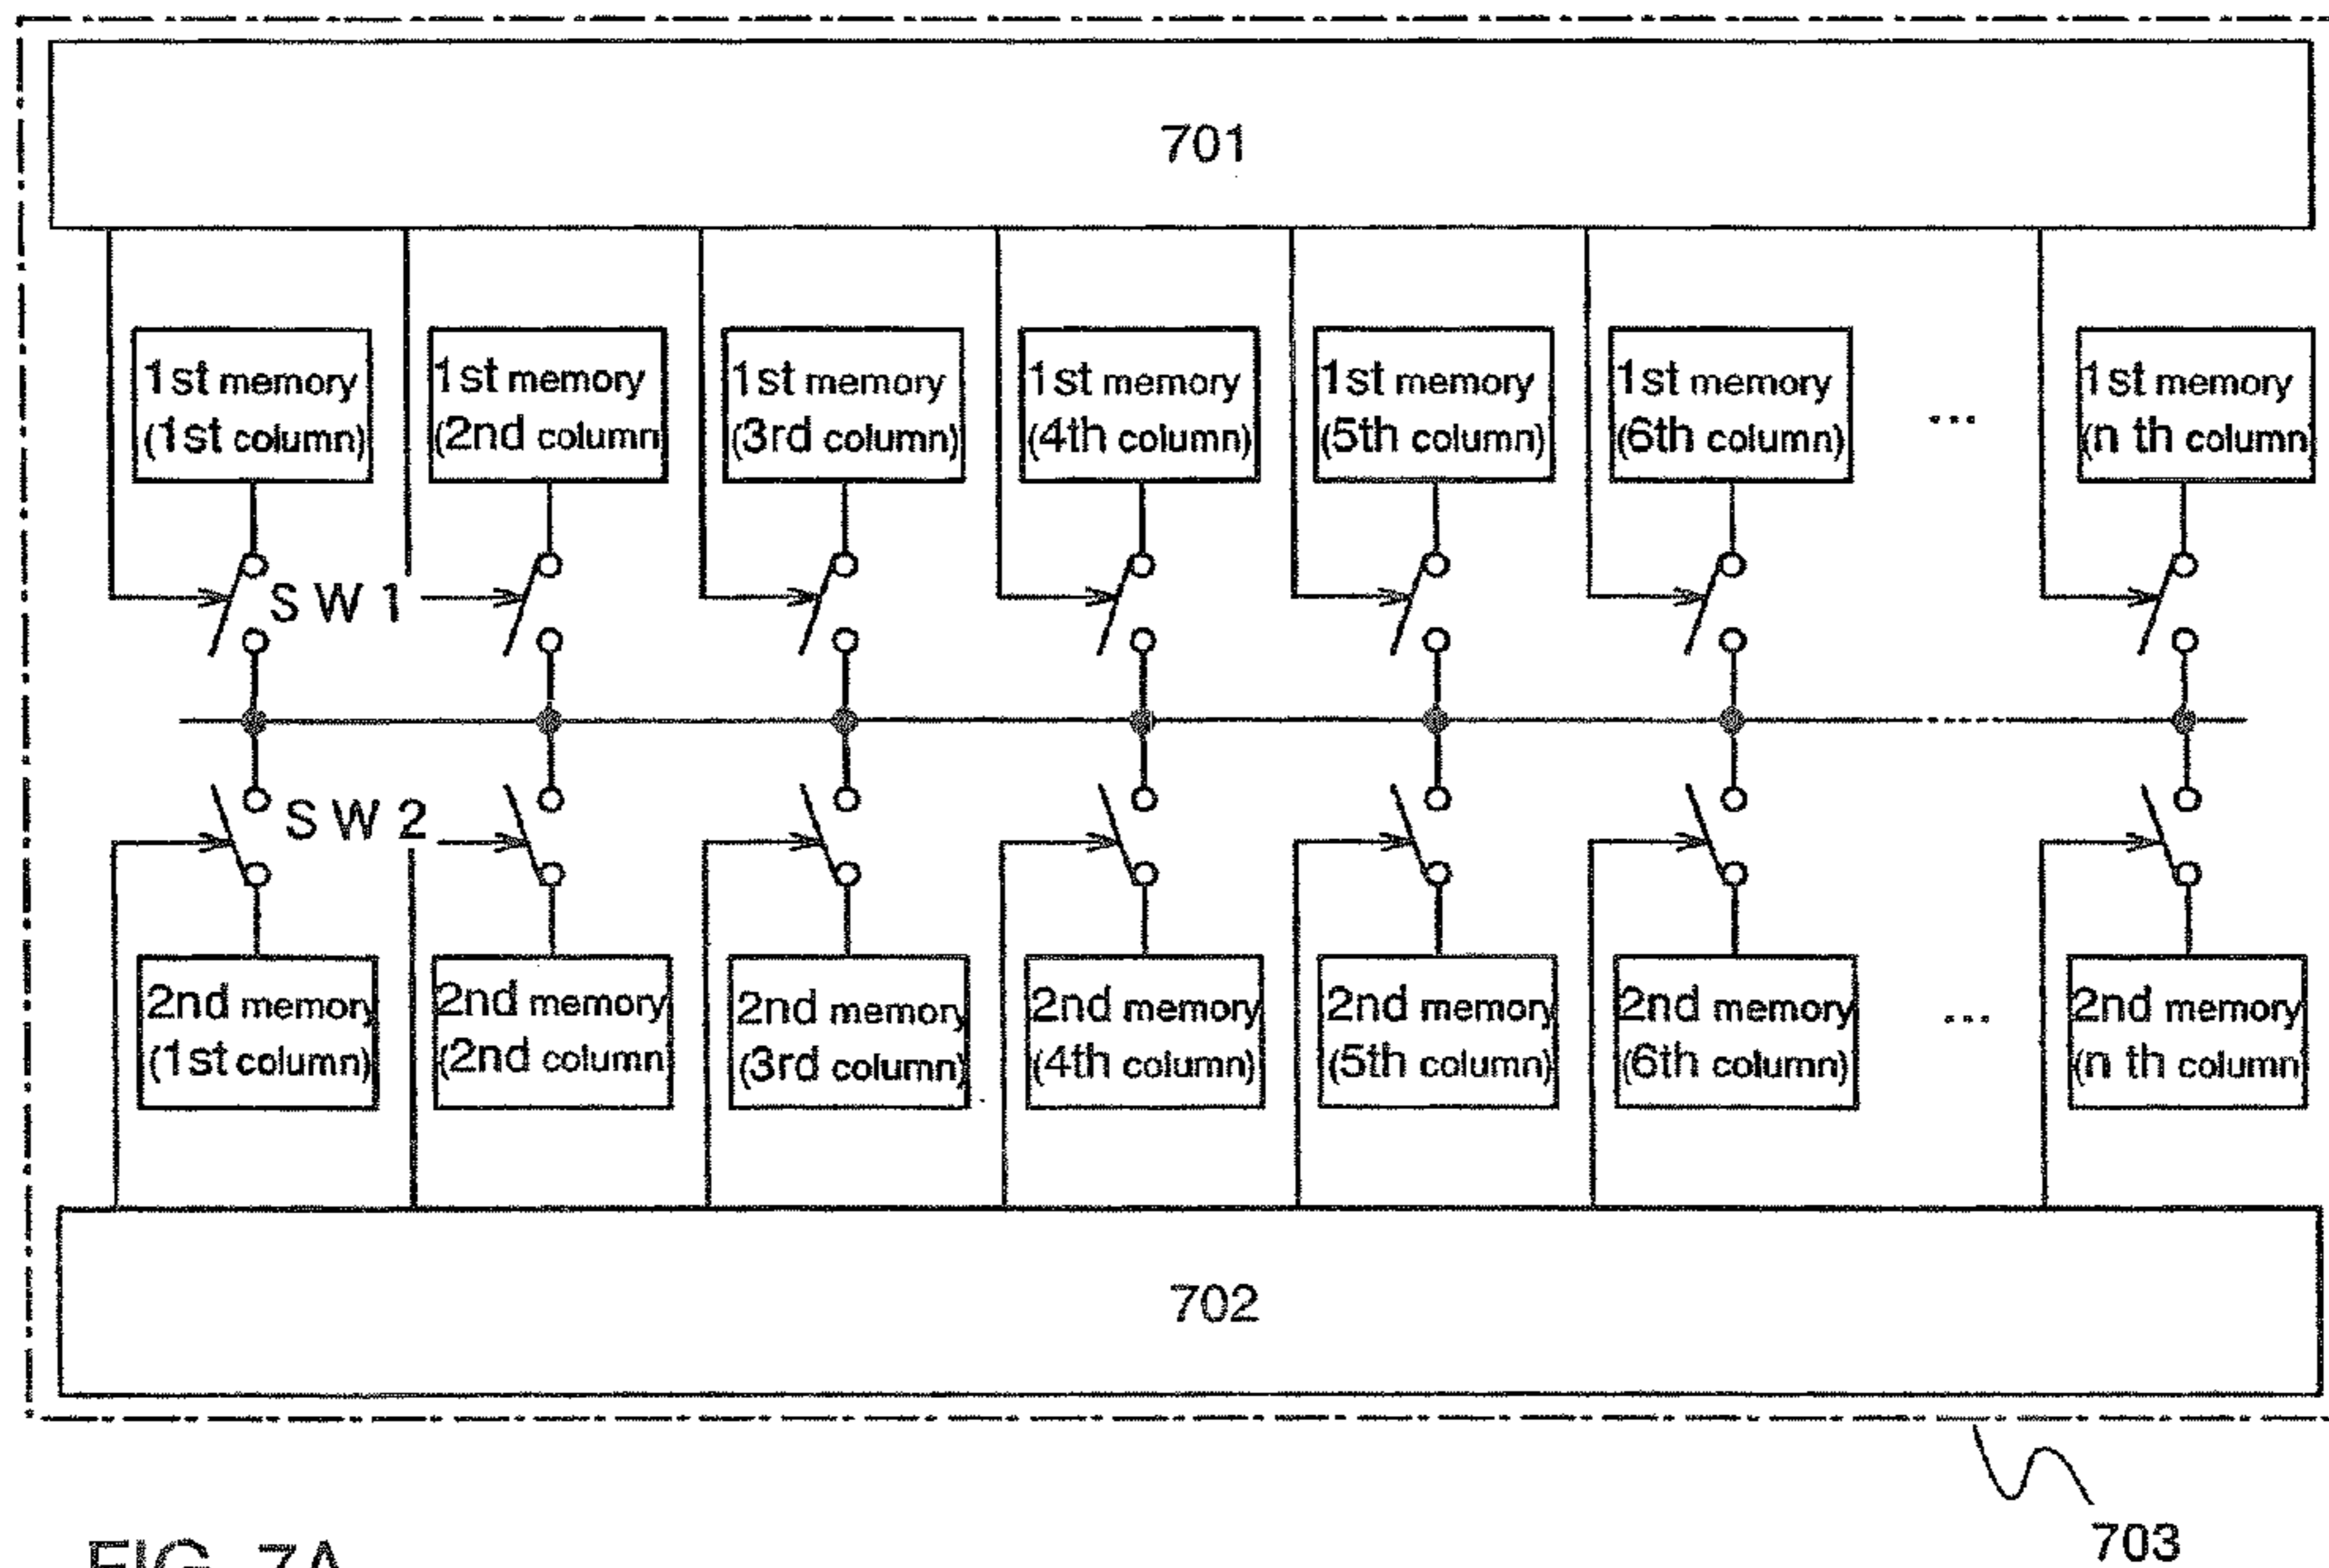 701
1st memory
(1st column)
1st memory
(2nd column
1st memory
(3rd column)
1st memory
(4th column)
1st memory
(5th column)
1st memory
(6th column)
...
1st memory
(n th column
SW1
SW2
2nd memory
(1st column)
2nd memory
(2nd column
2nd memory
(3rd column)
2nd memory
(4th column)
2nd memory
(5th column)
2nd memory
(6th column)
...
2nd memory
(n th column
702
703
FIG. 7A